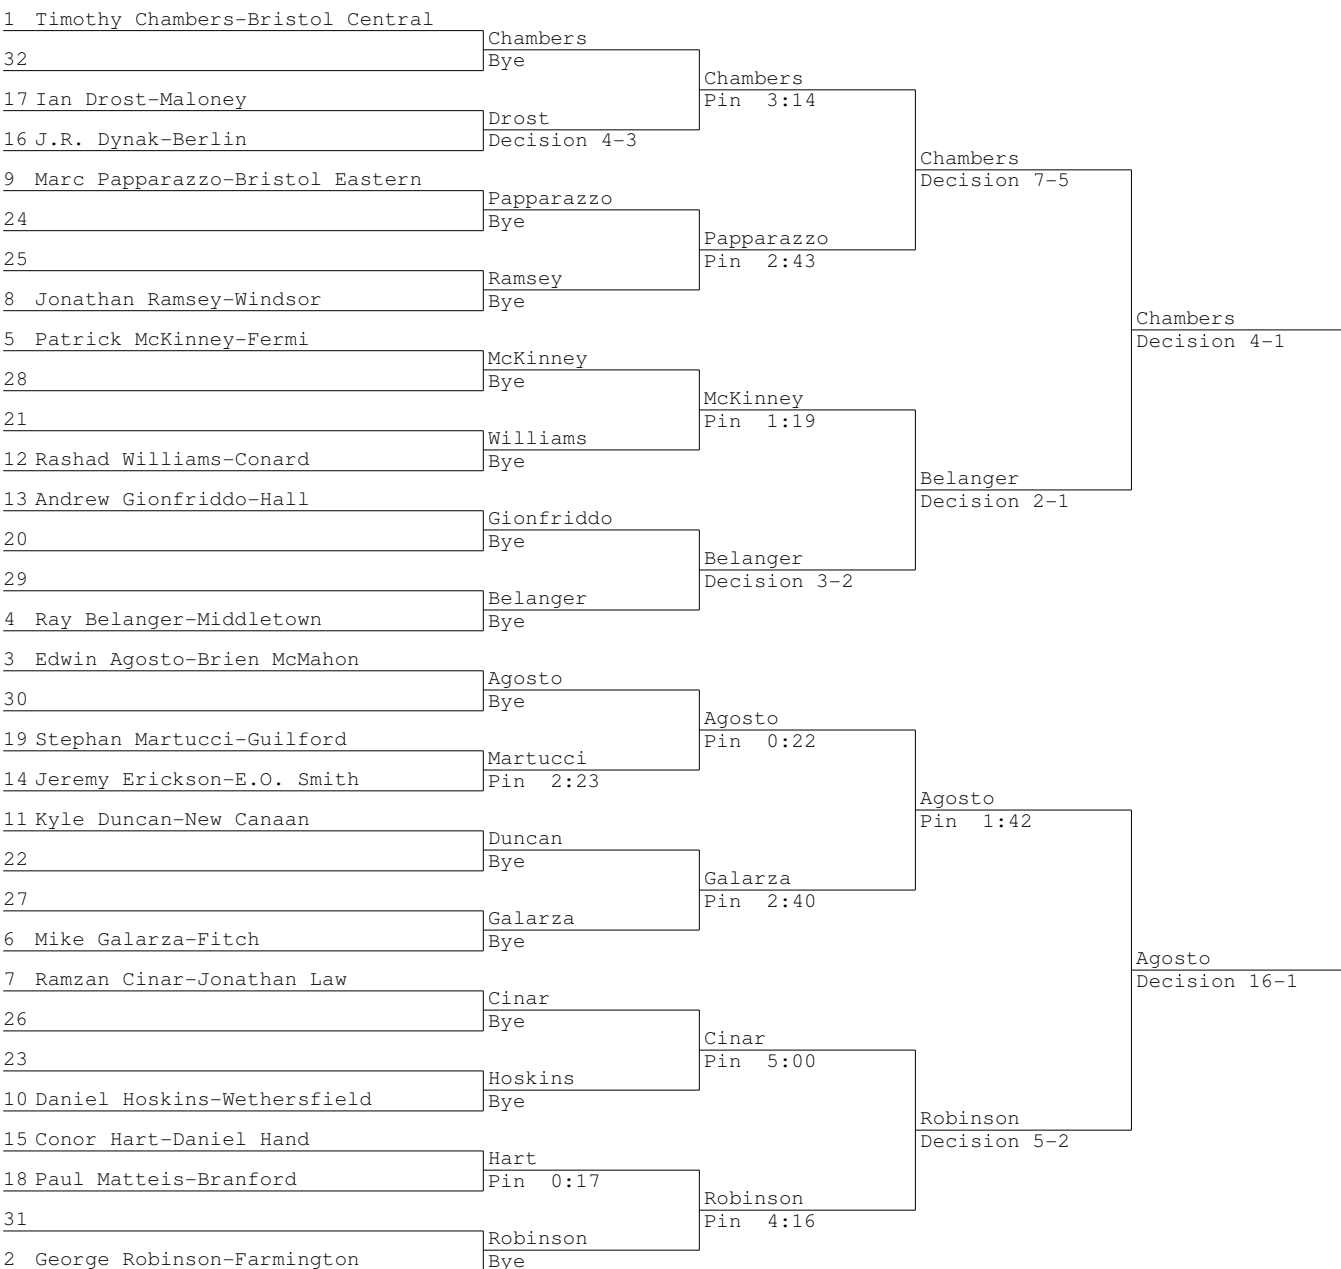 1 Timothy Chambers-Bristol Central
Chambers
32
Bye
Chambers
17 Ian Drost-Maloney
Pin 3:14
Drost
16 J.R. Dynak-Berlin
Decision 4-3
Chambers
9 Marc Papparazzo-Bristol Eastern
Decision 7-5
Papparazzo
24
Bye
Papparazzo
25
Pin 2:43
Ramsey
8 Jonathan Ramsey-Windsor
Bye
Chambers
5 Patrick McKinney-Fermi
Decision 4-1
McKinney
28
Bye
McKinney
21
Pin 1:19
Williams
12 Rashad Williams-Conard
Bye
Belanger
13 Andrew Gionfriddo-Hall
Decision 2-1
Gionfriddo
20
Bye
Belanger
29
Decision 3-2
Belanger
4 Ray Belanger-Middletown
Bye
3 Edwin Agosto-Brien McMahon
Agosto
30
Bye
Agosto
19 Stephan Martucci-Guilford
Pin 0:22
Martucci
14 Jeremy Erickson-E.O. Smith
Pin 2:23
Agosto
11 Kyle Duncan-New Canaan
Pin 1:42
Duncan
22
Bye
Galarza
27
Pin 2:40
Galarza
6 Mike Galarza-Fitch
Bye
Agosto
7 Ramzan Cinar-Jonathan Law
Decision 16-1
Cinar
26
Bye
Cinar
23
Pin 5:00
Hoskins
10 Daniel Hoskins-Wethersfield
Bye
Robinson
15 Conor Hart-Daniel Hand
Decision 5-2
Hart
18 Paul Matteis-Branford
Pin 0:17
Robinson
31
Pin 4:16
Robinson
2 George Robinson-Farmington
Bye